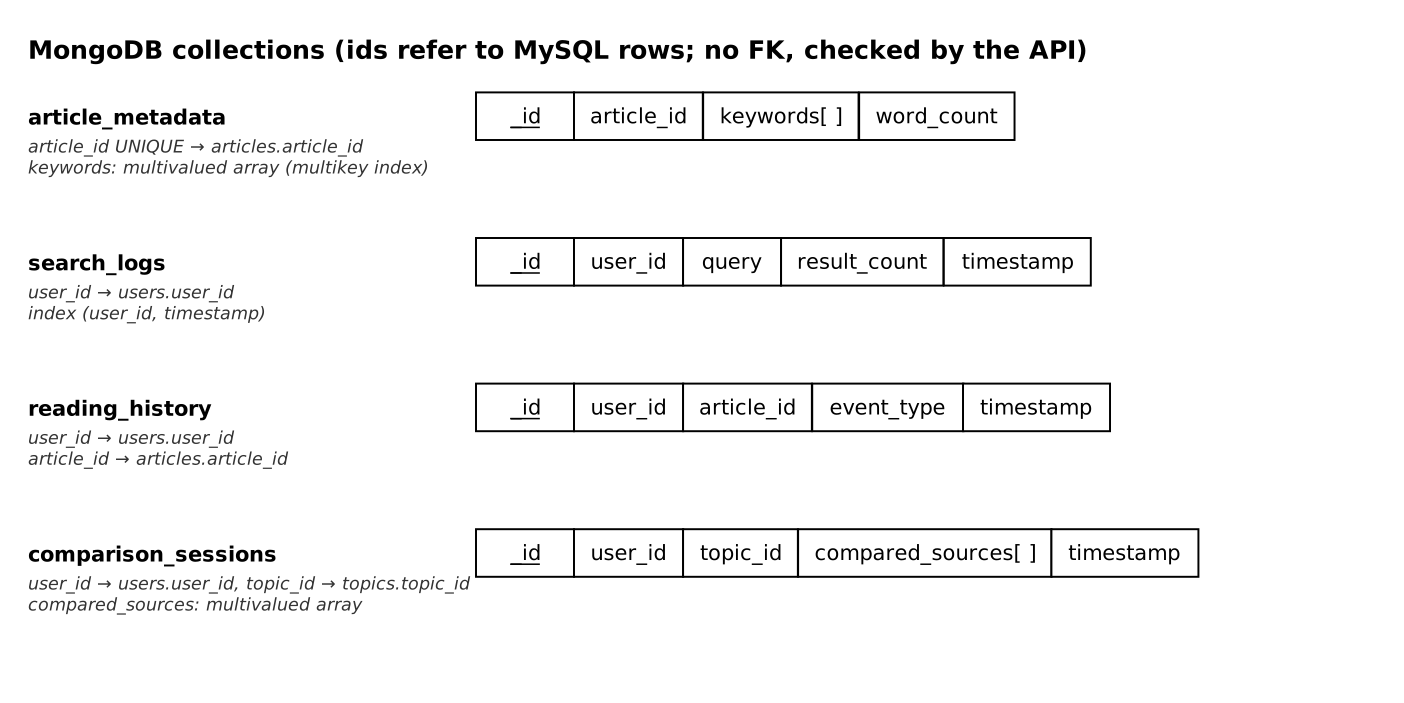 MongoDB collections (ids refer to MySQL rows; no FK, checked by the API)
article_metadata
article_id UNIQUE → articles.article_id
keywords: multivalued array (multikey index)
_id article_id keywords[ ] word_count
search_logs
user_id → users.user_id
index (user_id, timestamp)
_id user_id query result_count timestamp
reading_history
user_id → users.user_id
article_id → articles.article_id
_id user_id article_id event_type timestamp
comparison_sessions
user_id → users.user_id, topic_id → topics.topic_id
compared_sources: multivalued array
_id user_id topic_id compared_sources[ ] timestamp